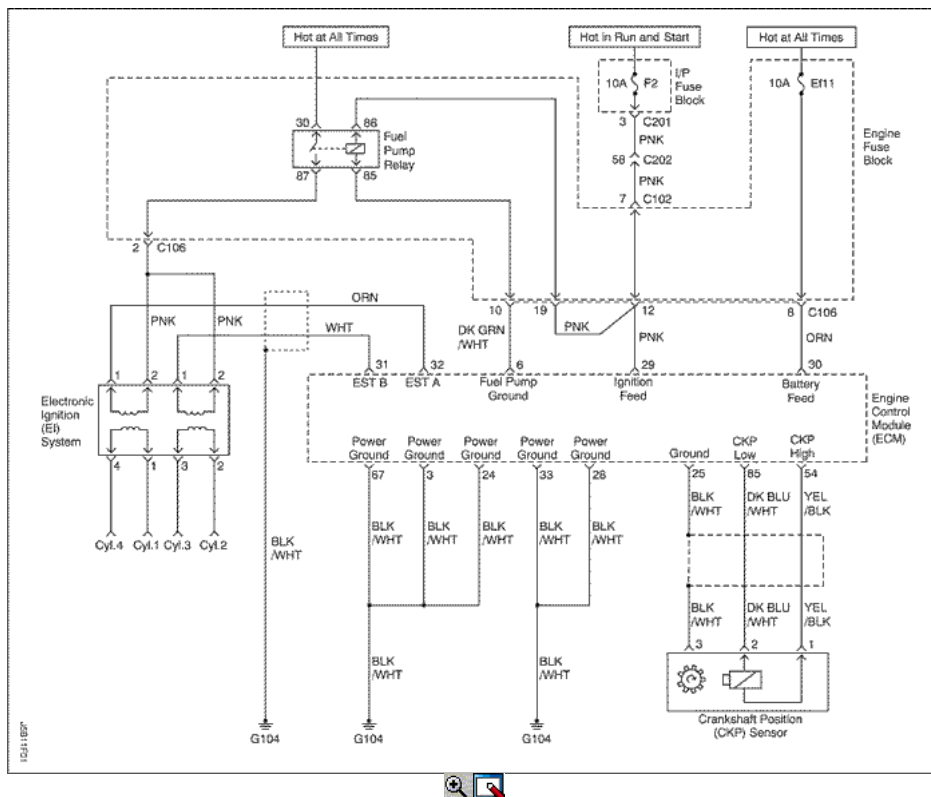 Hot at All Times
Hot in Run and Start
Hot at All Times
10A F2
I/P
Fuse
Block
10A Ef11
3 C201
PNK
58 C202
PNK
7 C102
Engine
Fuse
Block
30 86
Fuel
Pump
Relay
87 85
2 C106
ORN
PNK PNK
WHT
10 19 12 8 C106
DK GRN
/WHT
PNK
PNK
ORN
31 32 6 29 30
EST B EST A
Fuel Pump
Ground
Ignition
Feed
Battery
Feed
1 2 1 2
Electronic
Ignition
(EI)
System
4 1 3 2
Cyl.4 Cyl.1 Cyl.3 Cyl.2
Engine
Control
Module
(ECM)
Power
Ground
Power
Ground
Power
Ground
Power
Ground
Power
Ground
Ground
CKP
Low
CKP
High
67 3 24 33 28 25 85 54
BLK
/WHT
BLK
/WHT
BLK
/WHT
BLK
/WHT
BLK
/WHT
BLK
/WHT
BLK
/WHT
DK BLU
/WHT
YEL
/BLK
BLK
/WHT
DK BLU
/WHT
YEL
/BLK
BLK
/WHT
BLK
/WHT
3 2 1
Crankshaft Position
(CKP) Sensor
G104 G104 G104
J5B11F01